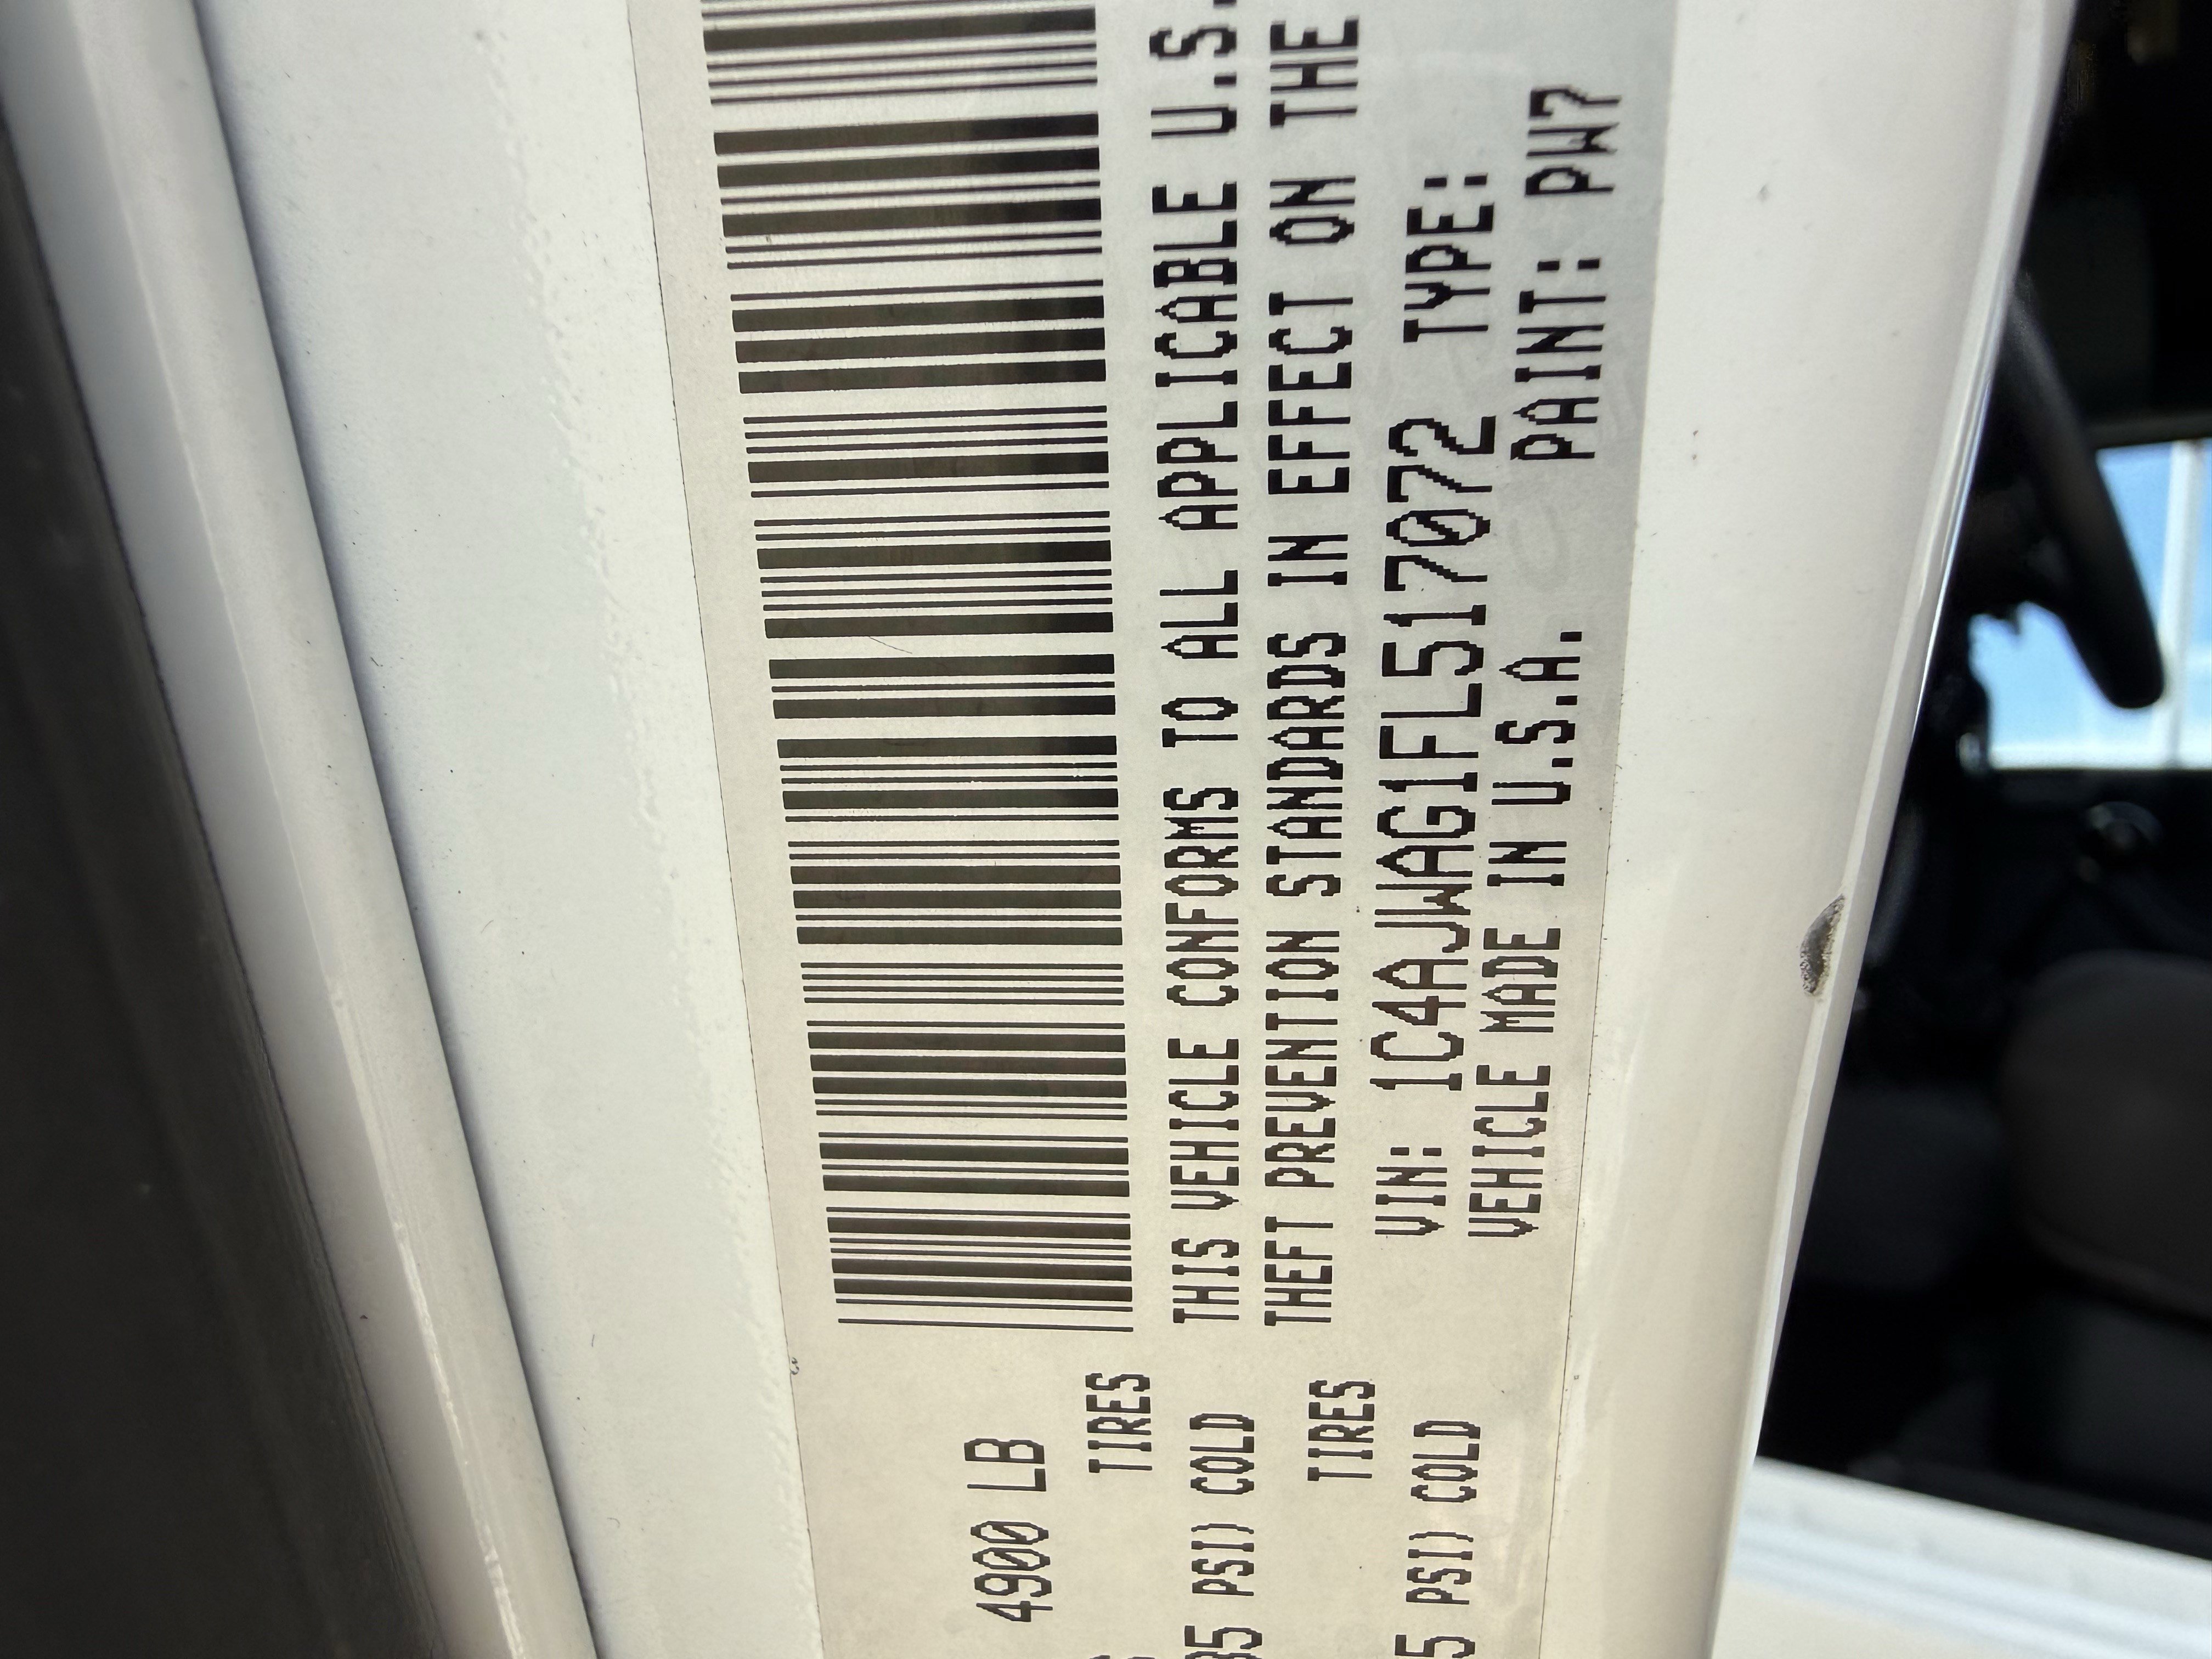 4900 LB
TIRES
35 PSI) COLD
TIRES
5 PSI) COLD
THIS VEHICLE CONFORMS TO ALL APPLICABLE U.S.
THEFT PREVENTION STANDARDS IN EFFECT ON THE
VIN: 1C4AJWAG1FL517072 TYPE:
VEHICLE MADE IN U.S.A. PAINT: PW7